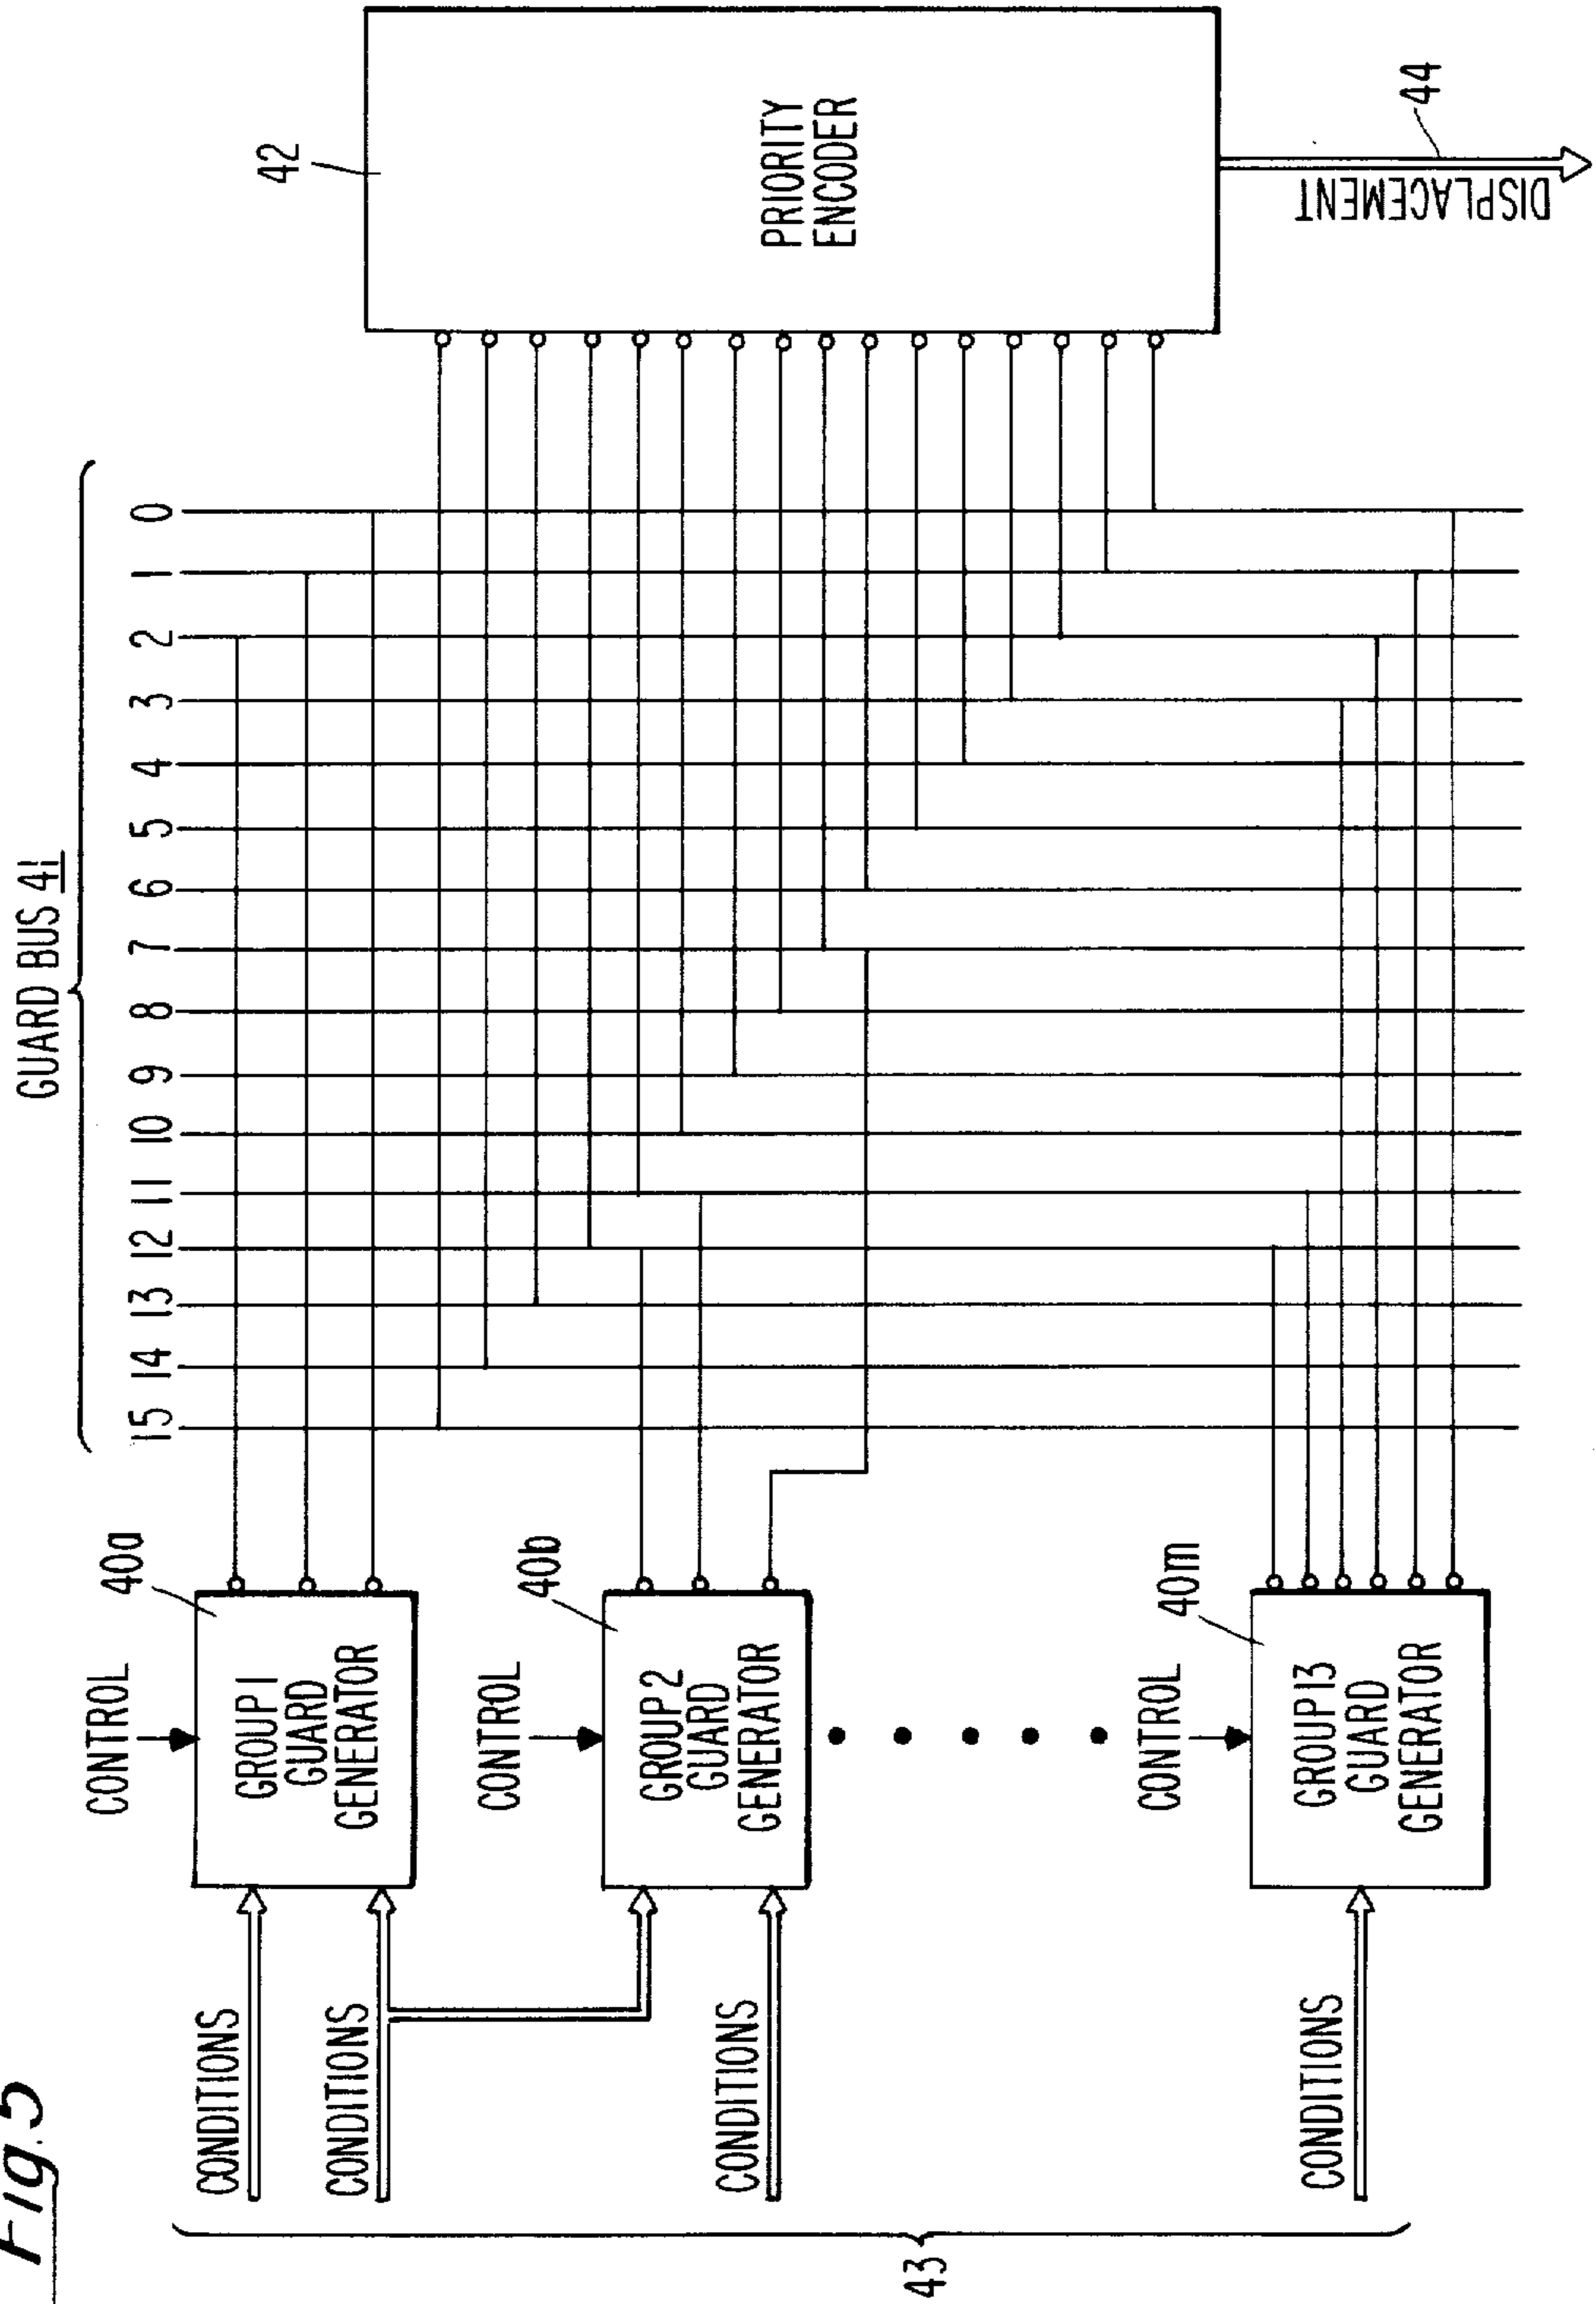 Fig. 5
GUARD BUS 41
15 14 13 12 11 10 9 8 7 6 5 4 3 2 1 0
CONTROL
40a
CONDITIONS
CONDITIONS
GROUP 1
GUARD
GENERATOR
42
PRIORITY
ENCODER
CONTROL
40b
GROUP 2
GUARD
GENERATOR
CONDITIONS
43
CONTROL
40m
GROUP 13
GUARD
GENERATOR
CONDITIONS
DISPLACEMENT
44